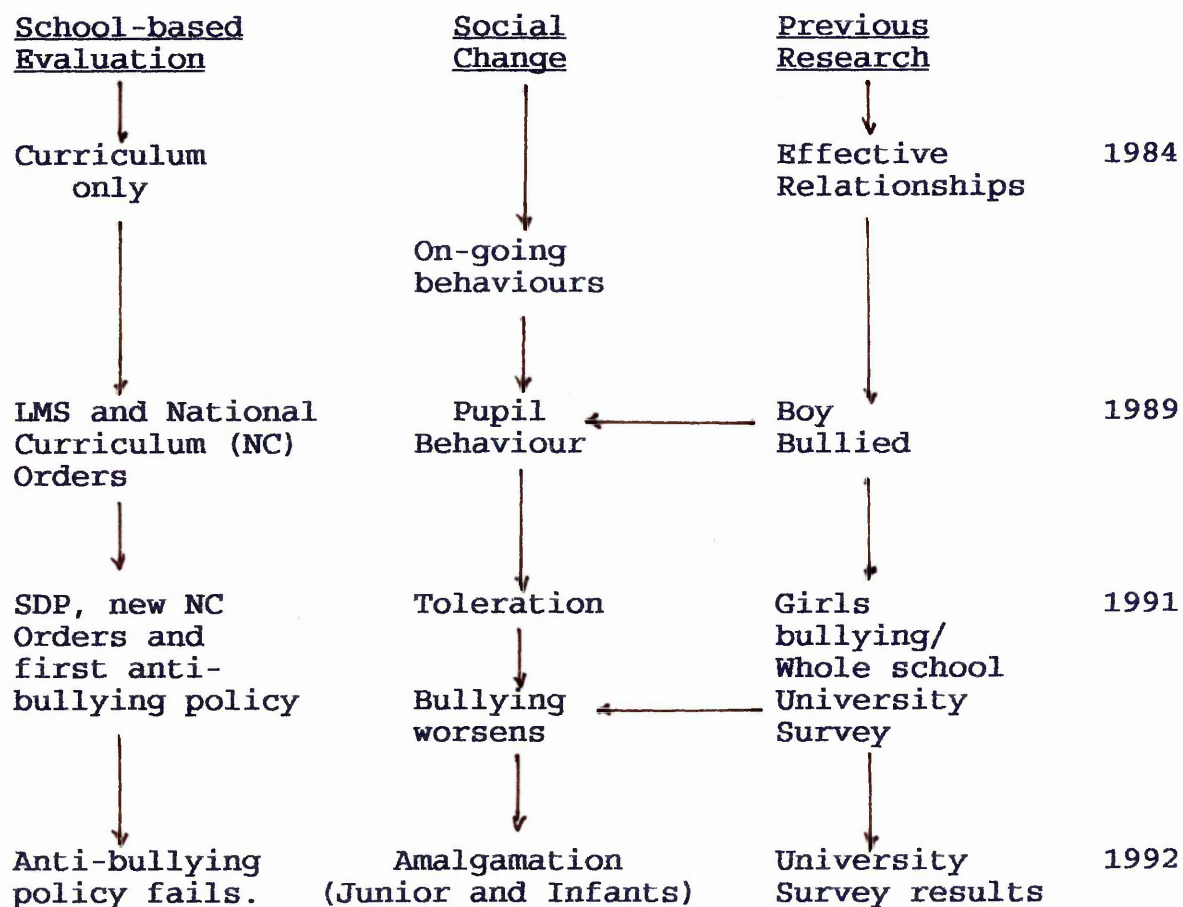 School-based Social Previous
Evaluation Change Research
Curriculum Effective 1984
only Relationships
On-going
behaviours
LMS and National Pupil Boy 1989
Curriculum (NC) Behaviour Bullied
Orders
SDP, new NC Toleration Girls 1991
Orders and bullying/
first anti- Whole school
bullying policy Bullying University
worsens Survey
Anti-bullying Amalgamation University 1992
policy fails. (Junior and Infants) Survey results